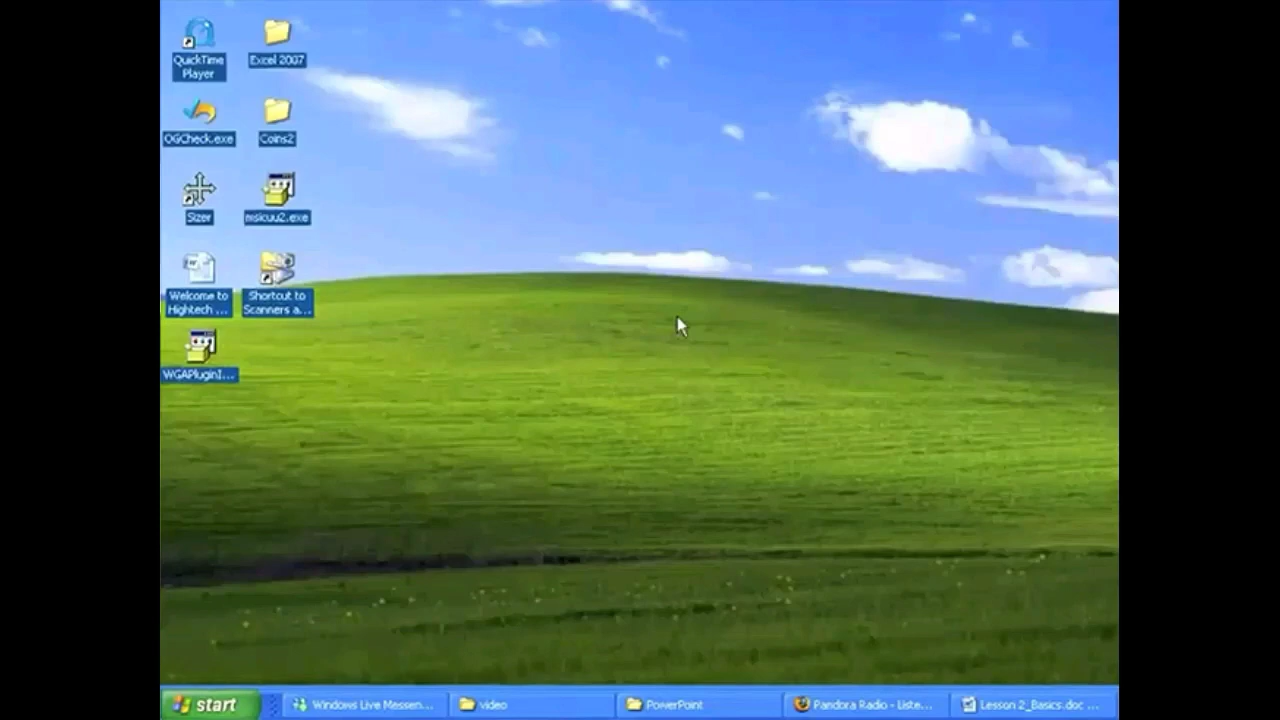 QuickTime
Player
Excel 2007
OGCheck.exe
Coins2
Sizer
msicuu2.exe
Welcome to
Hightech ...
Shortcut to
Scanners a...
WGAPluginI...
start
Windows Live Messen...
video
PowerPoint
Pandora Radio - Liste...
Lesson 2_Basics.doc ...